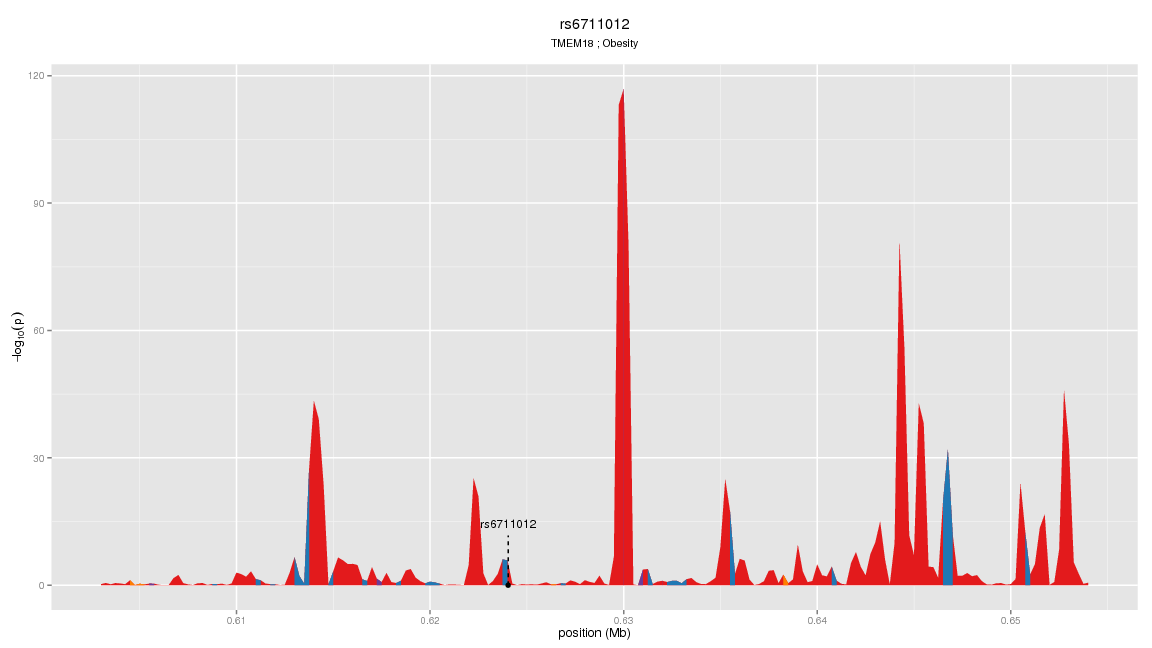 rs6711012
TMEM18 ; Obesity
120
90
60
30
0
−log₁₀(p)
rs6711012
0.61 0.62 0.63 0.64 0.65
position (Mb)